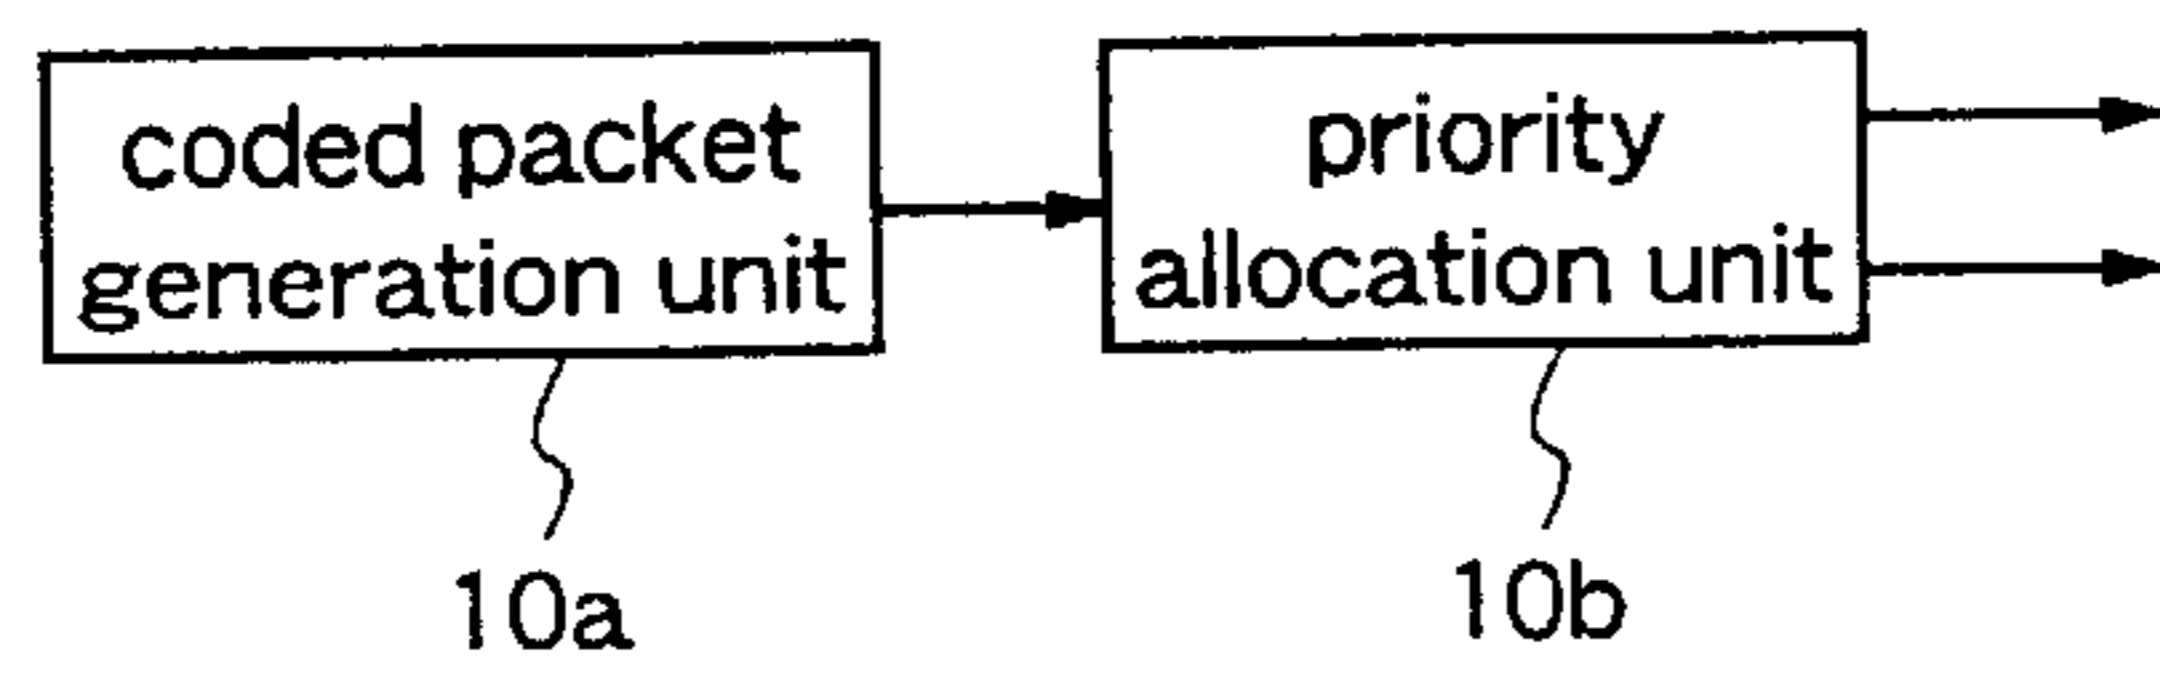 coded packet
generation unit
priority
allocation unit
10a
10b